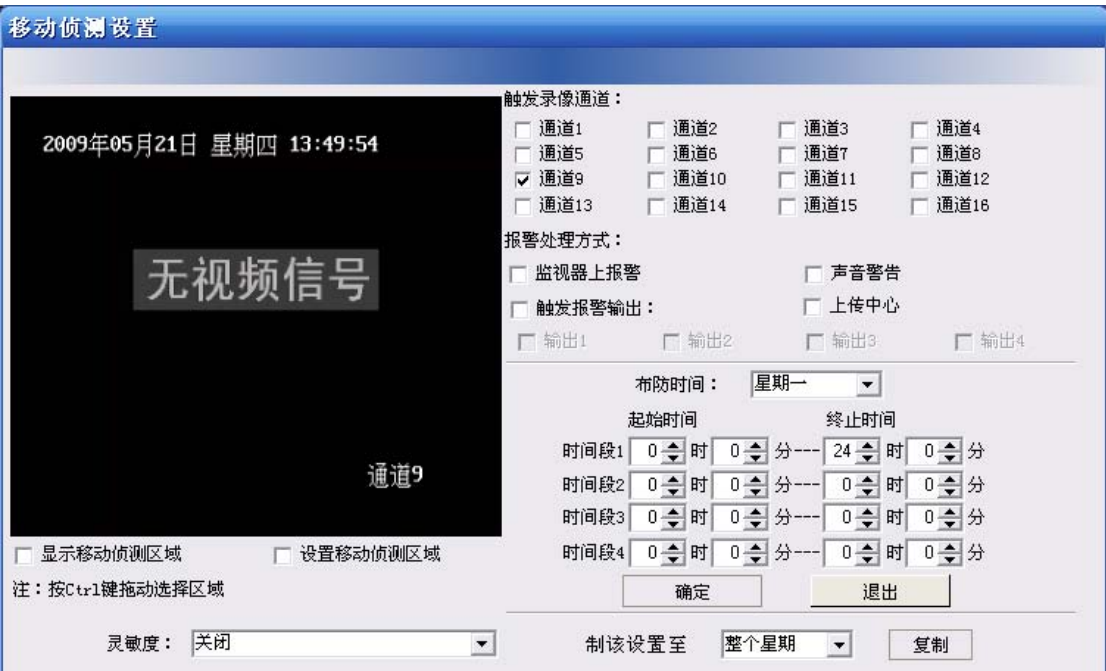 移动侦测设置
2009年05月21日 星期四 13:49:54
无视频信号
通道9
显示移动侦测区域 设置移动侦测区域
注：按Ctrl键拖动选择区域
灵敏度： 关闭
触发录像通道：
通道1 通道2 通道3 通道4
通道5 通道6 通道7 通道8
通道9 通道10 通道11 通道12
通道13 通道14 通道15 通道16
报警处理方式：
监视器上报警 声音警告
触发报警输出： 上传中心
输出1 输出2 输出3 输出4
布防时间： 星期一
起始时间 终止时间
时间段1 0 时 0 分--- 24 时 0 分
时间段2 0 时 0 分--- 0 时 0 分
时间段3 0 时 0 分--- 0 时 0 分
时间段4 0 时 0 分--- 0 时 0 分
确定 退出
制该设置至 整个星期 复制